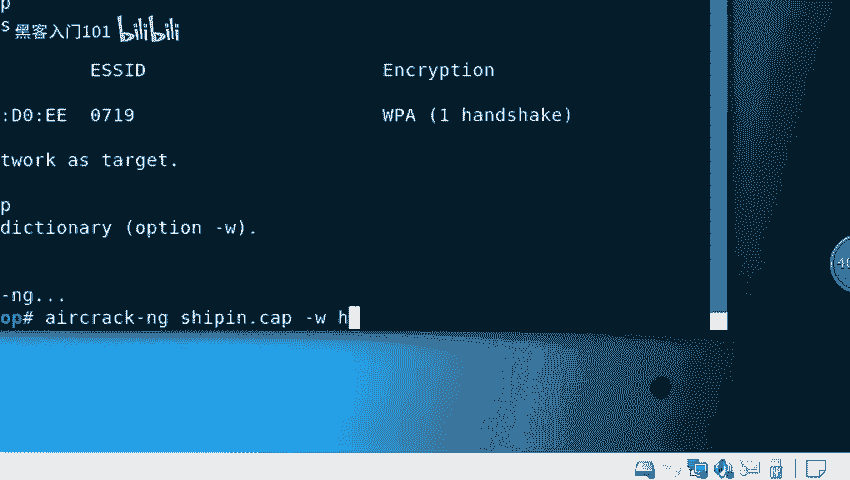 p
s 黑客入门101 bilibili
ESSID Encryption
:D0:EE 0719 WPA (1 handshake)
twork as target.
p
dictionary (option -w).
-ng...
op# aircrack-ng shipin.cap -w h